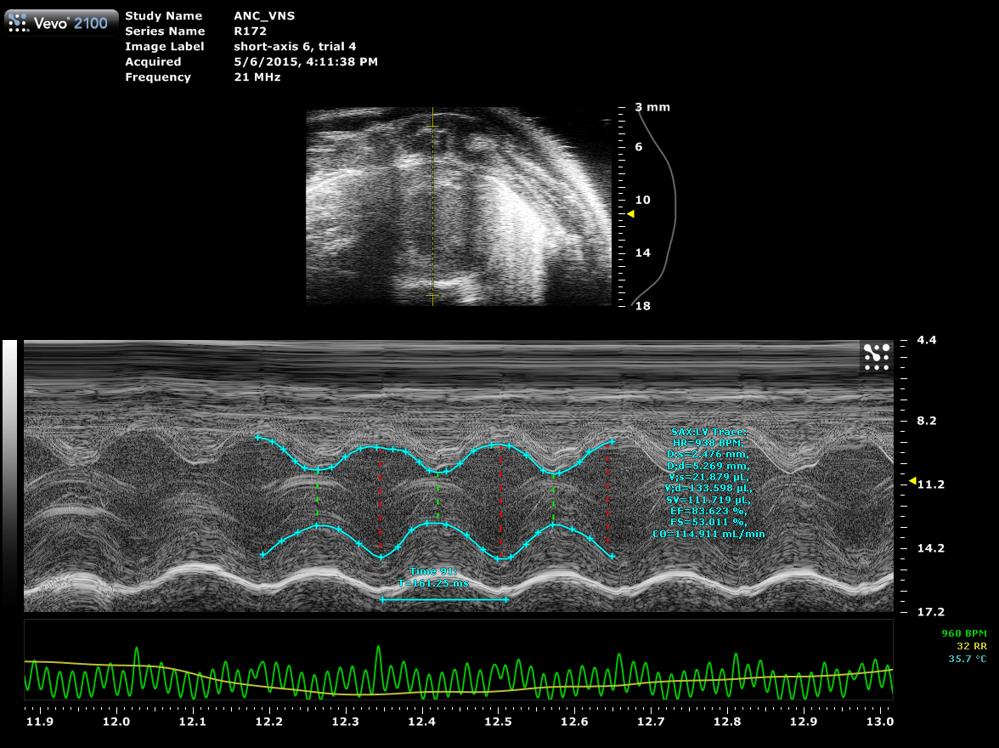 Vevo® 2100
Study Name ANC_VNS
Series Name R172
Image Label short-axis 6, trial 4
Acquired 5/6/2015, 4:11:38 PM
Frequency 21 MHz
3 mm
6
10
14
18
4.4
8.2
11.2
14.2
17.2
SAX:LV Trace:
HR=938 BPM,
D;s=2.476 mm,
D;d=5.269 mm,
V;s=21.879 µL,
V;d=133.598 µL,
SV=111.719 µL,
EF=83.623 %,
FS=53.011 %,
CO=114.911 mL/min
Time 91:
T=161.25 ms
960 BPM
32 RR
35.7 °C
11.9 12.0 12.1 12.2 12.3 12.4 12.5 12.6 12.7 12.8 12.9 13.0